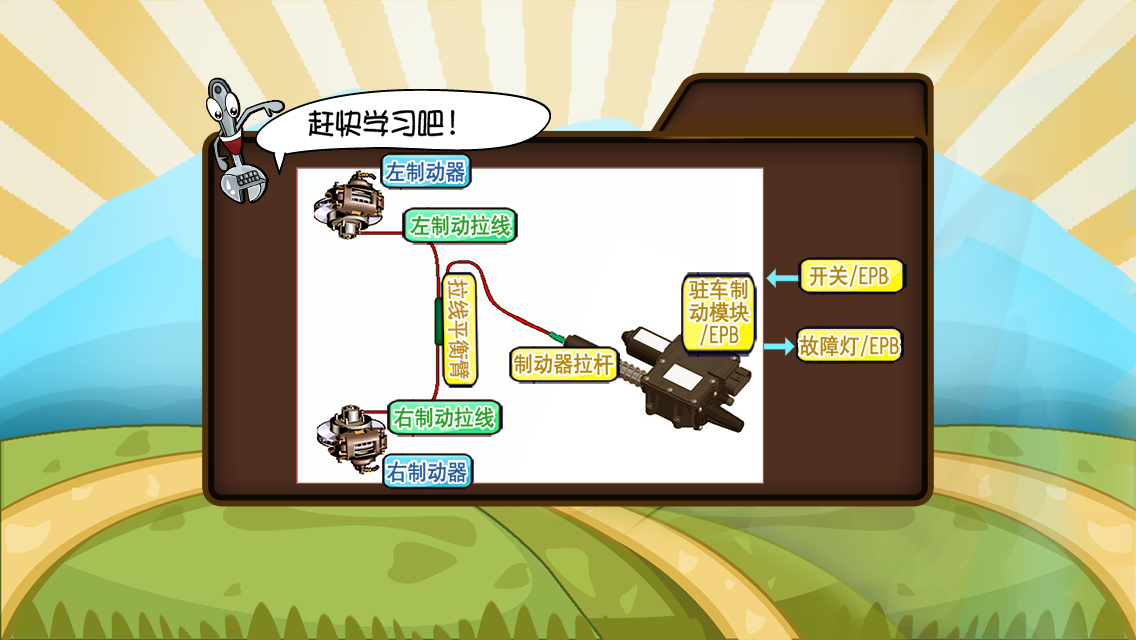 赶快学习吧！
左制动器
左制动拉线
拉线平衡臂
制动器拉杆
驻车制
动模块
/EPB
开关/EPB
故障灯/EPB
右制动拉线
右制动器